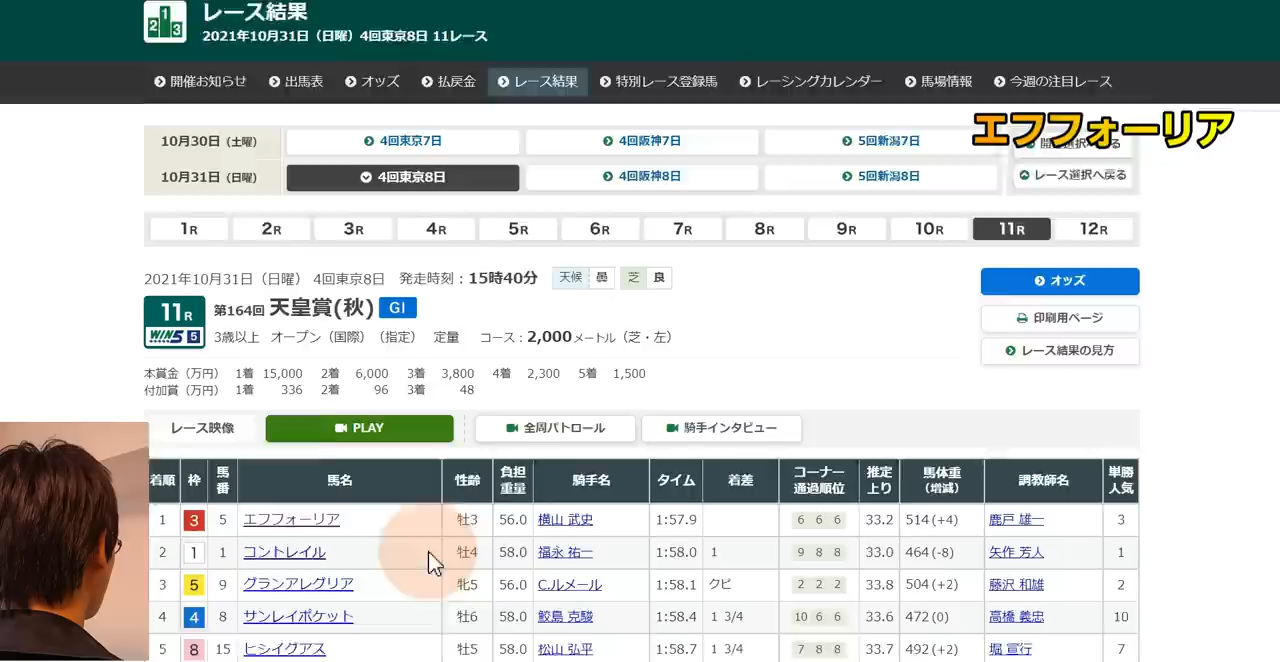 レース結果
2021年10月31日（日曜）4回東京8日 11レース
開催お知らせ 出馬表 オッズ 払戻金 レース結果 特別レース登録馬 レーシングカレンダー 馬場情報 今週の注目レース
エフフォーリア
10月30日（土曜） 4回東京7日 4回阪神7日 5回新潟7日
10月31日（日曜） 4回東京8日 4回阪神8日 5回新潟8日 レース選択へ戻る
1R 2R 3R 4R 5R 6R 7R 8R 9R 10R 11R 12R
2021年10月31日（日曜） 4回東京8日 発走時刻：15時40分 天候 曇 芝 良
オッズ
11R 第164回 天皇賞(秋) GI
WIN5 5 3歳以上 オープン（国際）（指定） 定量 コース：2,000メートル（芝・左）
印刷用ページ
レース結果の見方
本賞金（万円） 1着 15,000 2着 6,000 3着 3,800 4着 2,300 5着 1,500
付加賞（万円） 1着 336 2着 96 3着 48
レース映像 PLAY 全周パトロール 騎手インタビュー
着順 枠 馬番 馬名 性齢 負担重量 騎手名 タイム 着差 コーナー通過順位 推定上り 馬体重（増減） 調教師名 単勝人気
1 3 5 エフフォーリア 牡3 56.0 横山 武史 1:57.9 6 6 6 33.2 514(+4) 鹿戸 雄一 3
2 1 1 コントレイル 牡4 58.0 福永 祐一 1:58.0 1 9 8 8 33.0 464(-8) 矢作 芳人 1
3 5 9 グランアレグリア 牝5 56.0 C.ルメール 1:58.1 クビ 2 2 2 33.8 504(+2) 藤沢 和雄 2
4 4 8 サンレイポケット 牡6 58.0 鮫島 克駿 1:58.4 1 3/4 10 6 6 33.6 472(0) 高橋 義忠 10
5 8 15 ヒシイグアス 牡5 58.0 松山 弘平 1:58.7 1 3/4 7 8 8 33.7 492(+2) 堀 宣行 7